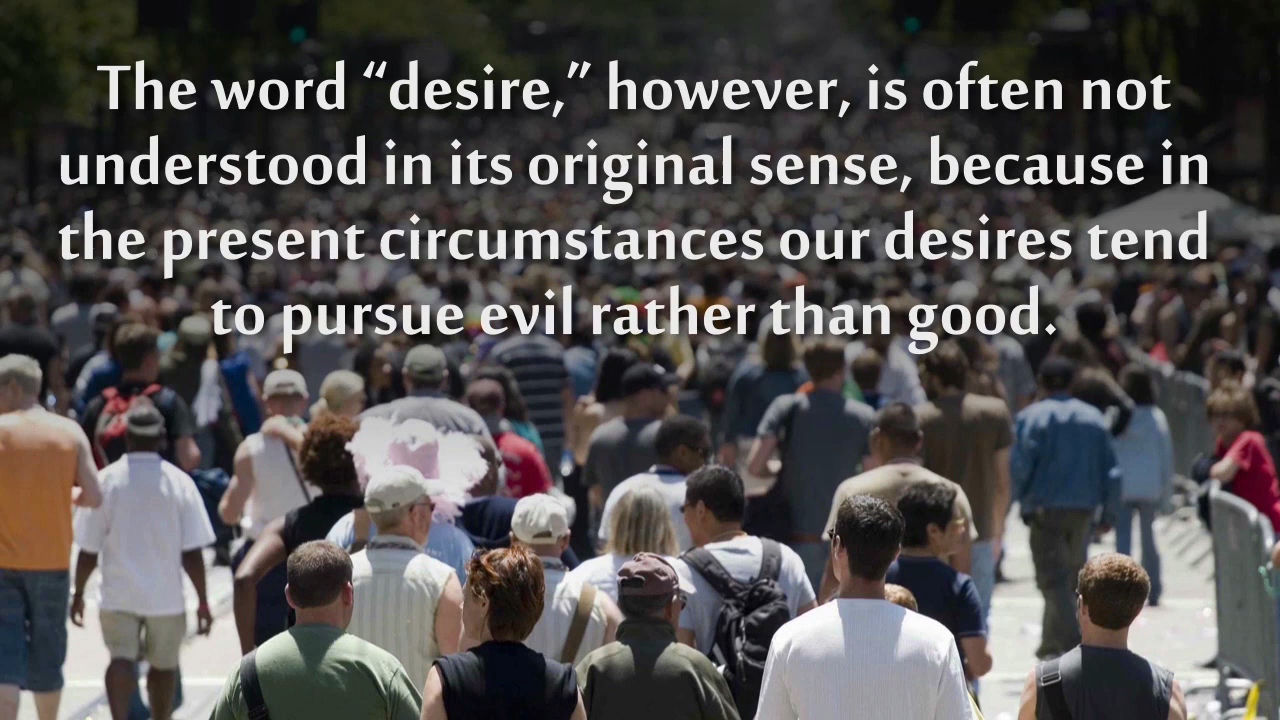 The word “desire,” however, is often not
understood in its original sense, because in
the present circumstances our desires tend
to pursue evil rather than good.